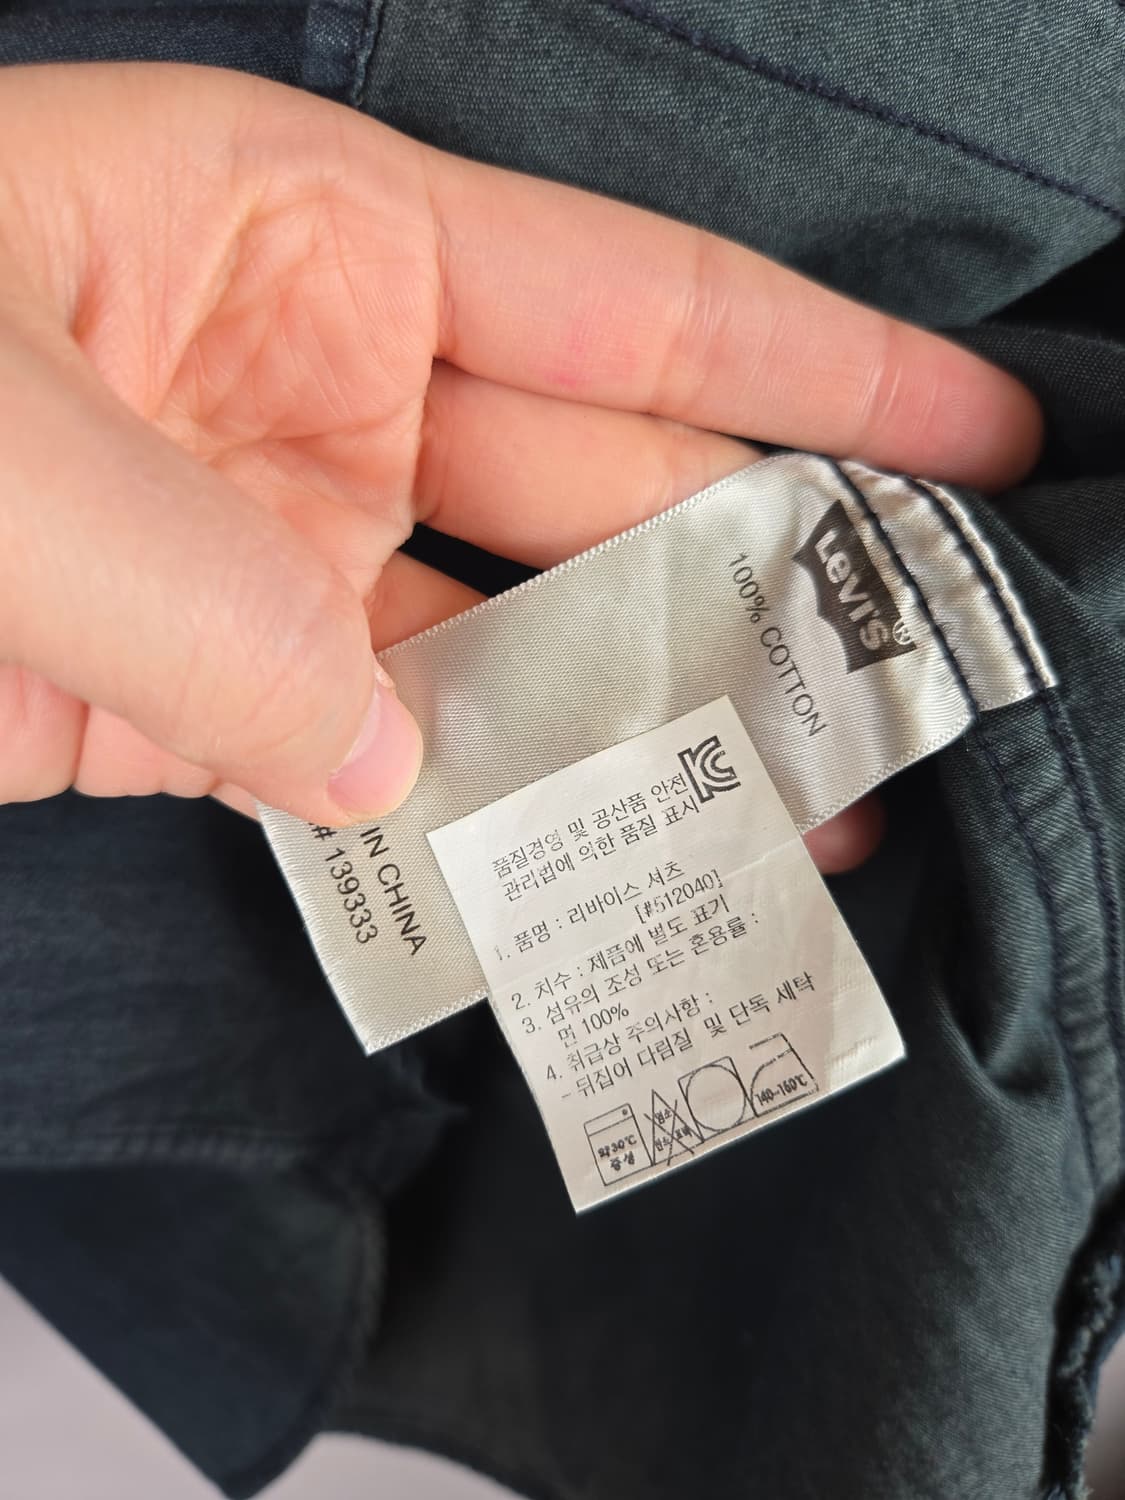 Levi's®
100% COTTON
IN CHINA
# 139333
품질경영 및 공산품 안전
관리법에 의한 품질 표시
1. 품명 : 리바이스 셔츠
[#512040]
2. 치수 : 제품에 별도 표기
3. 섬유의 조성 또는 혼용률 :
면 100%
4. 취급상 주의사항 :
- 뒤집어 다림질 및 단독 세탁
약 30℃
중성
염소
표백
140~160℃